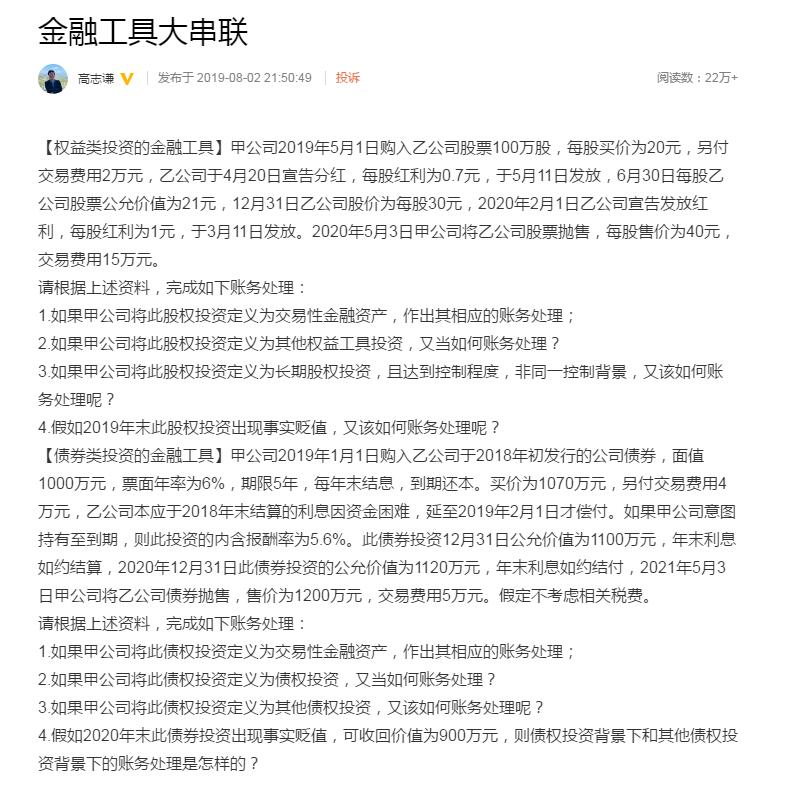 金融工具大串联
高志谦 发布于 2019-08-02 21:50:49 投诉 阅读数：22万+
【权益类投资的金融工具】甲公司2019年5月1日购入乙公司股票100万股，每股买价为20元，另付
交易费用2万元，乙公司于4月20日宣告分红，每股红利为0.7元，于5月11日发放，6月30日每股乙
公司股票公允价值为21元，12月31日乙公司股价为每股30元，2020年2月1日乙公司宣告发放红
利，每股红利为1元，于3月11日发放。2020年5月3日甲公司将乙公司股票抛售，每股售价为40元，
交易费用15万元。
请根据上述资料，完成如下账务处理：
1.如果甲公司将此股权投资定义为交易性金融资产，作出其相应的账务处理；
2.如果甲公司将此股权投资定义为其他权益工具投资，又当如何账务处理？
3.如果甲公司将此股权投资定义为长期股权投资，且达到控制程度，非同一控制背景，又该如何账
务处理呢？
4.假如2019年末此股权投资出现事实贬值，又该如何账务处理呢？
【债券类投资的金融工具】甲公司2019年1月1日购入乙公司于2018年初发行的公司债券，面值
1000万元，票面年率为6%，期限5年，每年末结息，到期还本。买价为1070万元，另付交易费用4
万元，乙公司本应于2018年末结算的利息因资金困难，延至2019年2月1日才偿付。如果甲公司意图
持有至到期，则此投资的内含报酬率为5.6%。此债券投资12月31日公允价值为1100万元，年末利息
如约结算，2020年12月31日此债券投资的公允价值为1120万元，年末利息如约结付，2021年5月3
日甲公司将乙公司债券抛售，售价为1200万元，交易费用5万元。假定不考虑相关税费。
请根据上述资料，完成如下账务处理：
1.如果甲公司将此债权投资定义为交易性金融资产，作出其相应的账务处理；
2.如果甲公司将此债权投资定义为债权投资，又当如何账务处理？
3.如果甲公司将此债权投资定义为其他债权投资，又该如何账务处理呢？
4.假如2020年末此债券投资出现事实贬值，可收回价值为900万元，则债权投资背景下和其他债权投
资背景下的账务处理是怎样的？